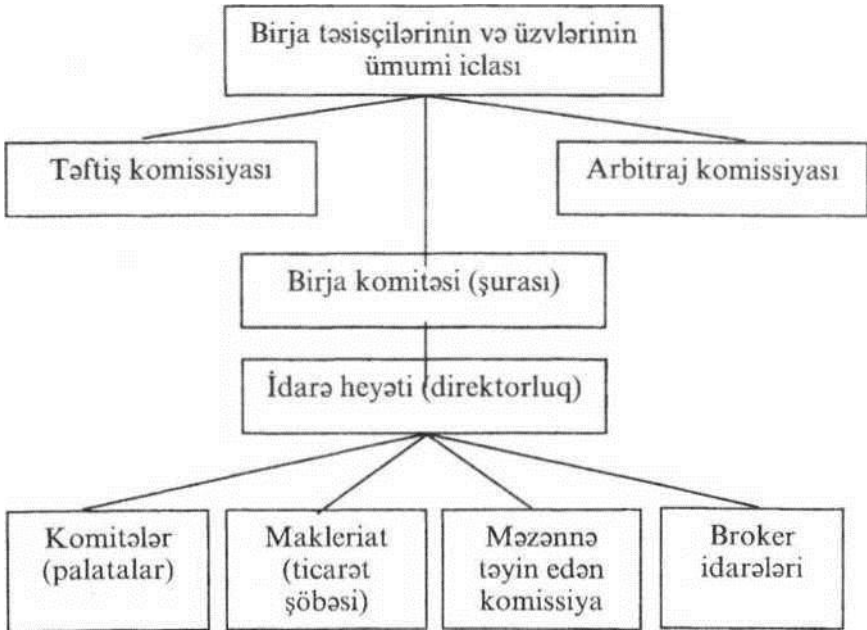 Birja təsisçilərinin və üzvlərinin
ümumi iclası
Təftiş komissiyası
Arbitraj komissiyası
Birja komitəsi (şurası)
İdarə heyəti (direktorluq)
Komitələr
(palatalar)
Makleriat
(ticarət
şöbəsi)
Məzənnə
təyin edən
komissiya
Broker
idarələri